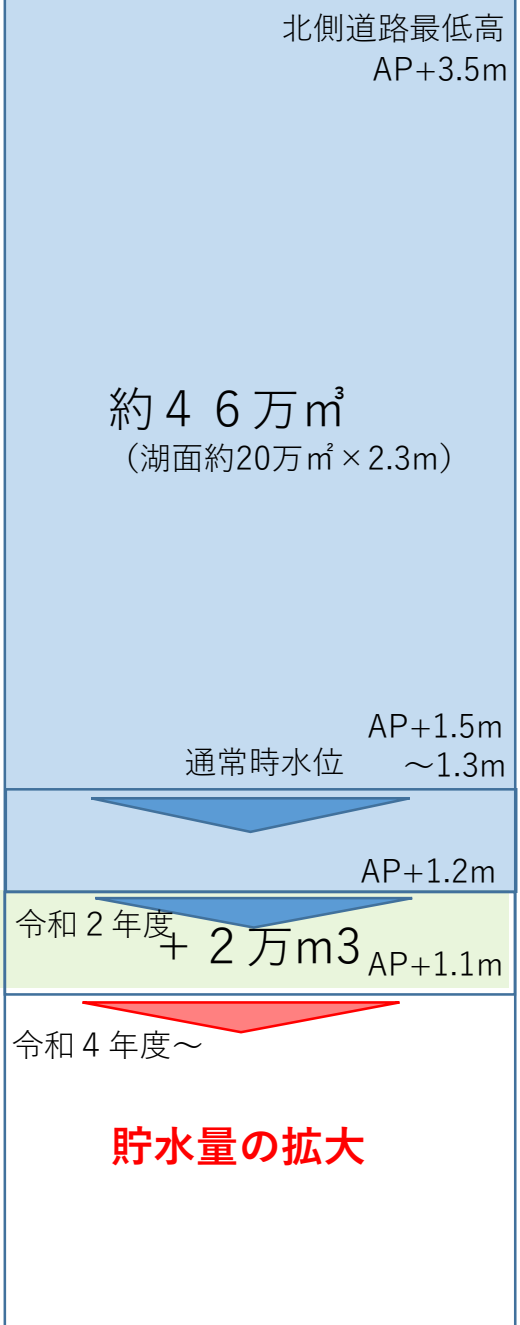 北側道路最低高
AP+3.5m
約４６万㎥
（湖面約20万㎡×2.3m）
AP+1.5m
通常時水位　～1.3m
AP+1.2m
令和２年度
＋２万m3
AP+1.1m
令和４年度～
貯水量の拡大